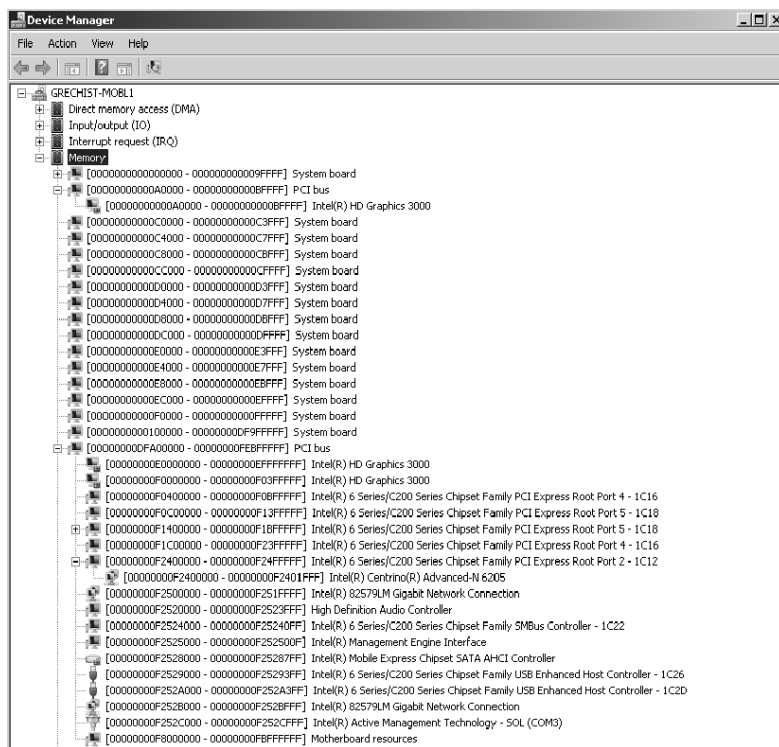 Device Manager
File Action View Help
GRECHIST-MOBL1
Direct memory access (DMA)
Input/output (IO)
Interrupt request (IRQ)
Memory
[0000000000000000 - 000000000009FFFF] System board
[00000000000A0000 - 00000000000BFFFF] PCI bus
[00000000000A0000 - 00000000000BFFFF] Intel(R) HD Graphics 3000
[00000000000C0000 - 00000000000C3FFF] System board
[00000000000C4000 - 00000000000C7FFF] System board
[00000000000C8000 - 00000000000CBFFF] System board
[00000000000CC000 - 00000000000CFFFF] System board
[00000000000D0000 - 00000000000D3FFF] System board
[00000000000D4000 - 00000000000D7FFF] System board
[00000000000D8000 - 00000000000DBFFF] System board
[00000000000DC000 - 00000000000DFFFF] System board
[00000000000E0000 - 00000000000E3FFF] System board
[00000000000E4000 - 00000000000E7FFF] System board
[00000000000E8000 - 00000000000EBFFF] System board
[00000000000EC000 - 00000000000EFFFF] System board
[00000000000F0000 - 00000000000FFFFF] System board
[0000000000100000 - 00000000DF9FFFFF] System board
[00000000DFA00000 - 00000000FEBFFFFF] PCI bus
[00000000E0000000 - 00000000EFFFFFFF] Intel(R) HD Graphics 3000
[00000000F0000000 - 00000000F03FFFFF] Intel(R) HD Graphics 3000
[00000000F0400000 - 00000000F0BFFFFF] Intel(R) 6 Series/C200 Series Chipset Family PCI Express Root Port 4 - 1C16
[00000000F0C00000 - 00000000F13FFFFF] Intel(R) 6 Series/C200 Series Chipset Family PCI Express Root Port 5 - 1C18
[00000000F1400000 - 00000000F1BFFFFF] Intel(R) 6 Series/C200 Series Chipset Family PCI Express Root Port 5 - 1C18
[00000000F1C00000 - 00000000F23FFFFF] Intel(R) 6 Series/C200 Series Chipset Family PCI Express Root Port 4 - 1C16
[00000000F2400000 - 00000000F24FFFFF] Intel(R) 6 Series/C200 Series Chipset Family PCI Express Root Port 2 - 1C12
[00000000F2400000 - 00000000F2401FFF] Intel(R) Centrino(R) Advanced-N 6205
[00000000F2500000 - 00000000F251FFFF] Intel(R) 82579LM Gigabit Network Connection
[00000000F2520000 - 00000000F2523FFF] High Definition Audio Controller
[00000000F2524000 - 00000000F25240FF] Intel(R) 6 Series/C200 Series Chipset Family SMBus Controller - 1C22
[00000000F2525000 - 00000000F252500F] Intel(R) Management Engine Interface
[00000000F2528000 - 00000000F25287FF] Intel(R) Mobile Express Chipset SATA AHCI Controller
[00000000F2529000 - 00000000F25293FF] Intel(R) 6 Series/C200 Series Chipset Family USB Enhanced Host Controller - 1C26
[00000000F252A000 - 00000000F252A3FF] Intel(R) 6 Series/C200 Series Chipset Family USB Enhanced Host Controller - 1C2D
[00000000F252B000 - 00000000F252BFFF] Intel(R) 82579LM Gigabit Network Connection
[00000000F252C000 - 00000000F252CFFF] Intel(R) Active Management Technology - SOL (COM3)
[00000000F8000000 - 00000000FBFFFFFF] Motherboard resources